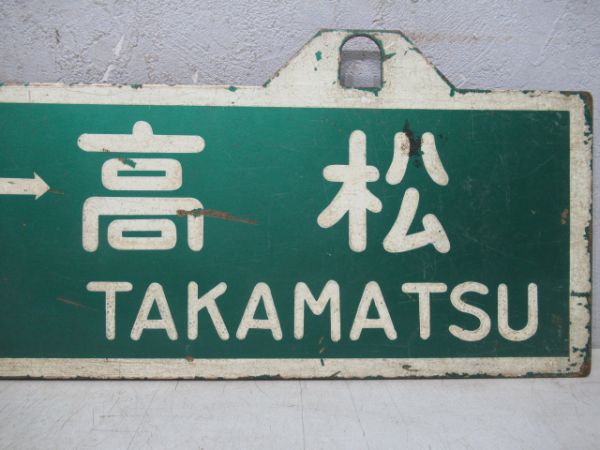 → 高松
TAKAMATSU